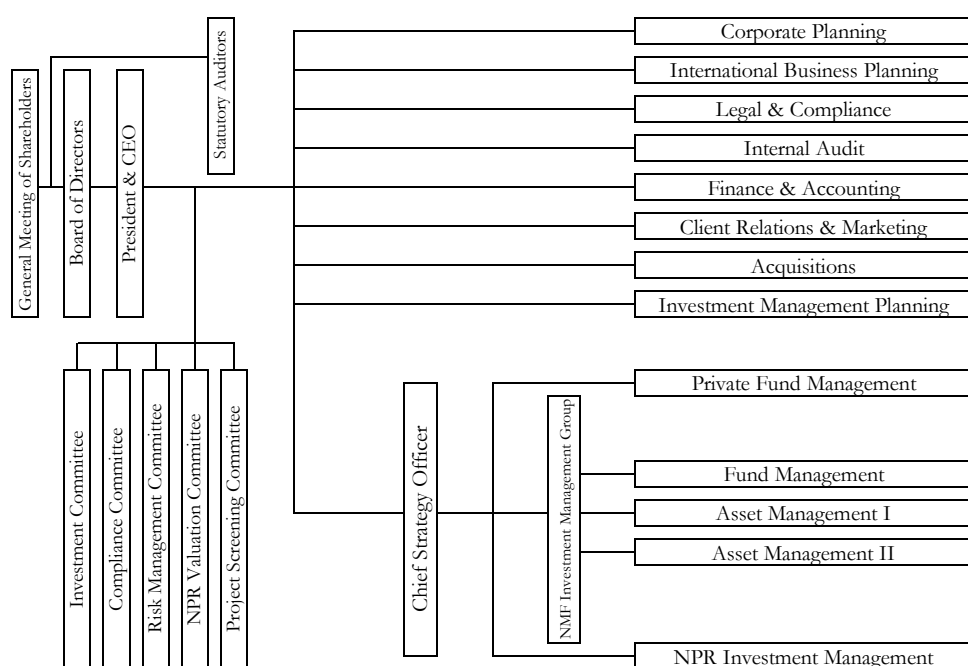 General Meeting of Shareholders
Board of Directors
President & CEO
Statutory Auditors
Corporate Planning
International Business Planning
Legal & Compliance
Internal Audit
Finance & Accounting
Client Relations & Marketing
Acquisitions
Investment Management Planning
Investment Committee
Compliance Committee
Risk Management Committee
NPR Valuation Committee
Project Screening Committee
Chief Strategy Officer
Private Fund Management
NMF Investment Management Group
Fund Management
Asset Management I
Asset Management II
NPR Investment Management